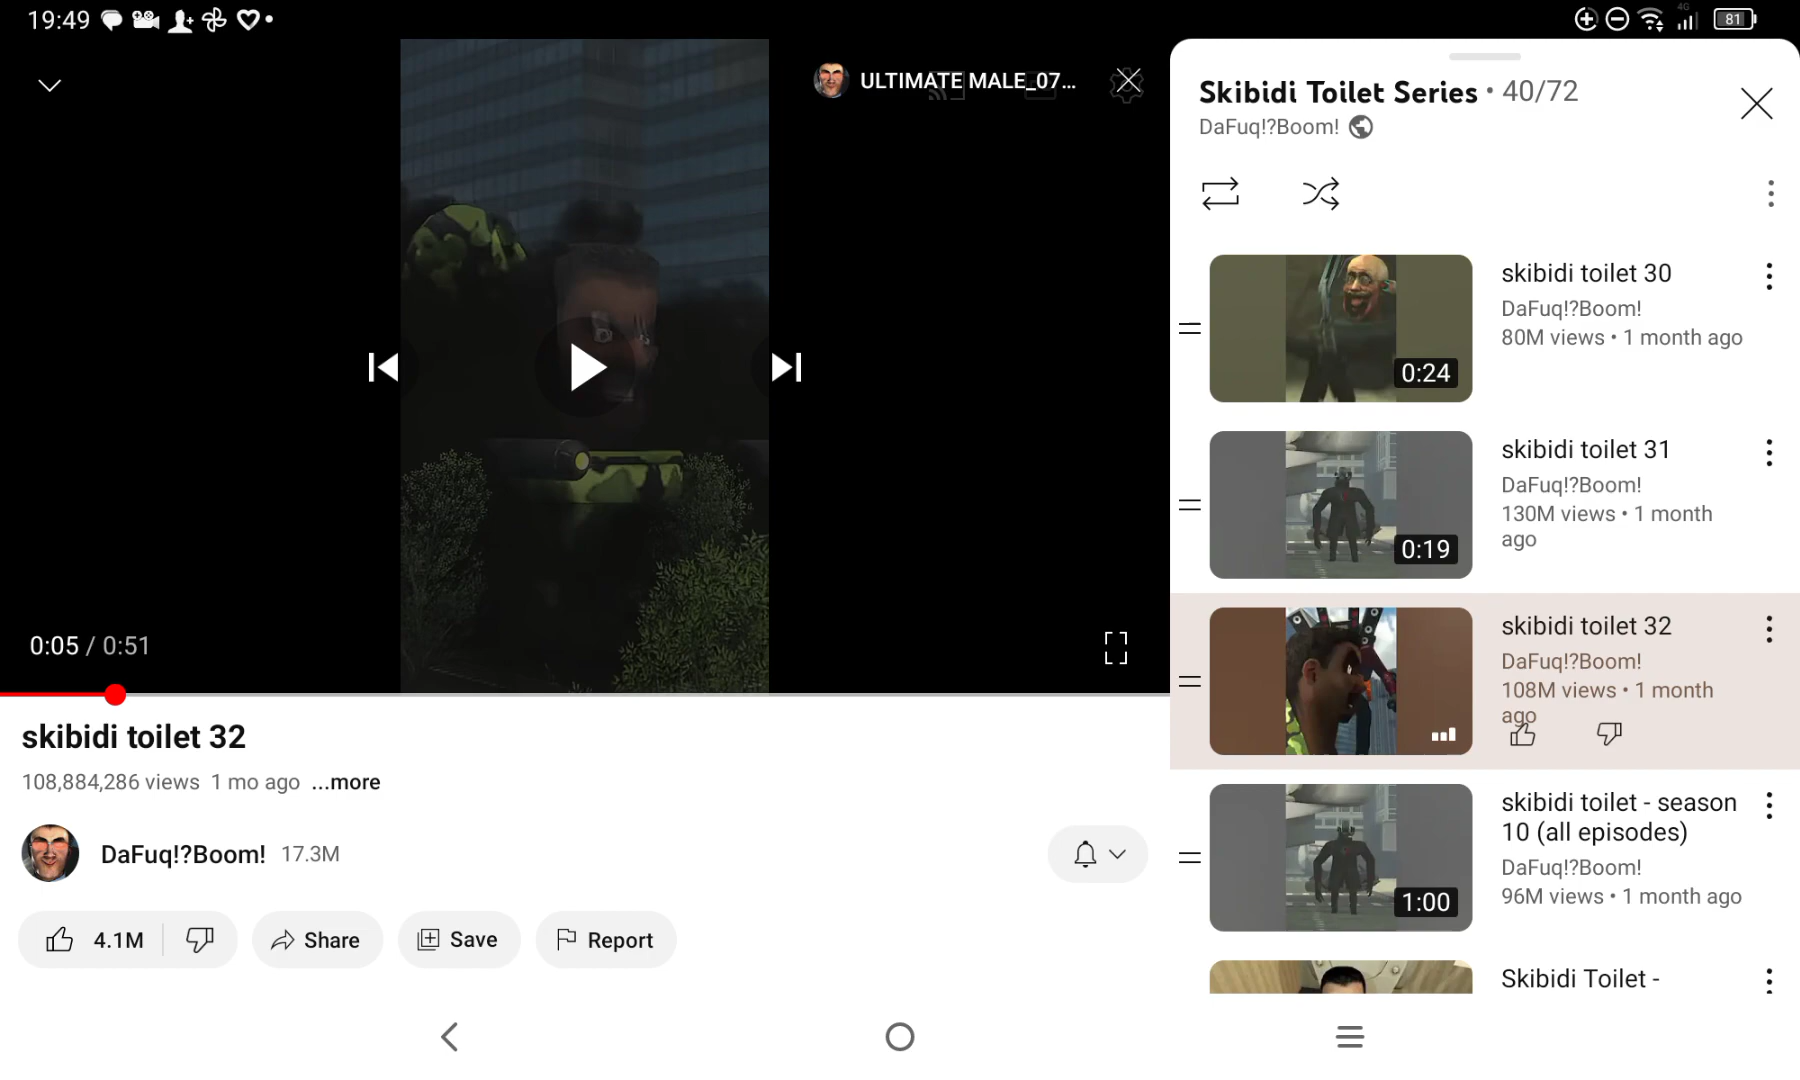 19:49
4G
81
ULTIMATE MALE_07...
0:05 / 0:51
skibidi toilet 32
108,884,286 views 1 mo ago ...more
DaFuq!?Boom! 17.3M
4.1M
Share
Save
Report
Skibidi Toilet Series • 40/72
DaFuq!?Boom!
skibidi toilet 30
DaFuq!?Boom!
80M views • 1 month ago
0:24
skibidi toilet 31
DaFuq!?Boom!
130M views • 1 month
ago
0:19
skibidi toilet 32
DaFuq!?Boom!
108M views • 1 month
ago
skibidi toilet - season
10 (all episodes)
DaFuq!?Boom!
96M views • 1 month ago
1:00
Skibidi Toilet -